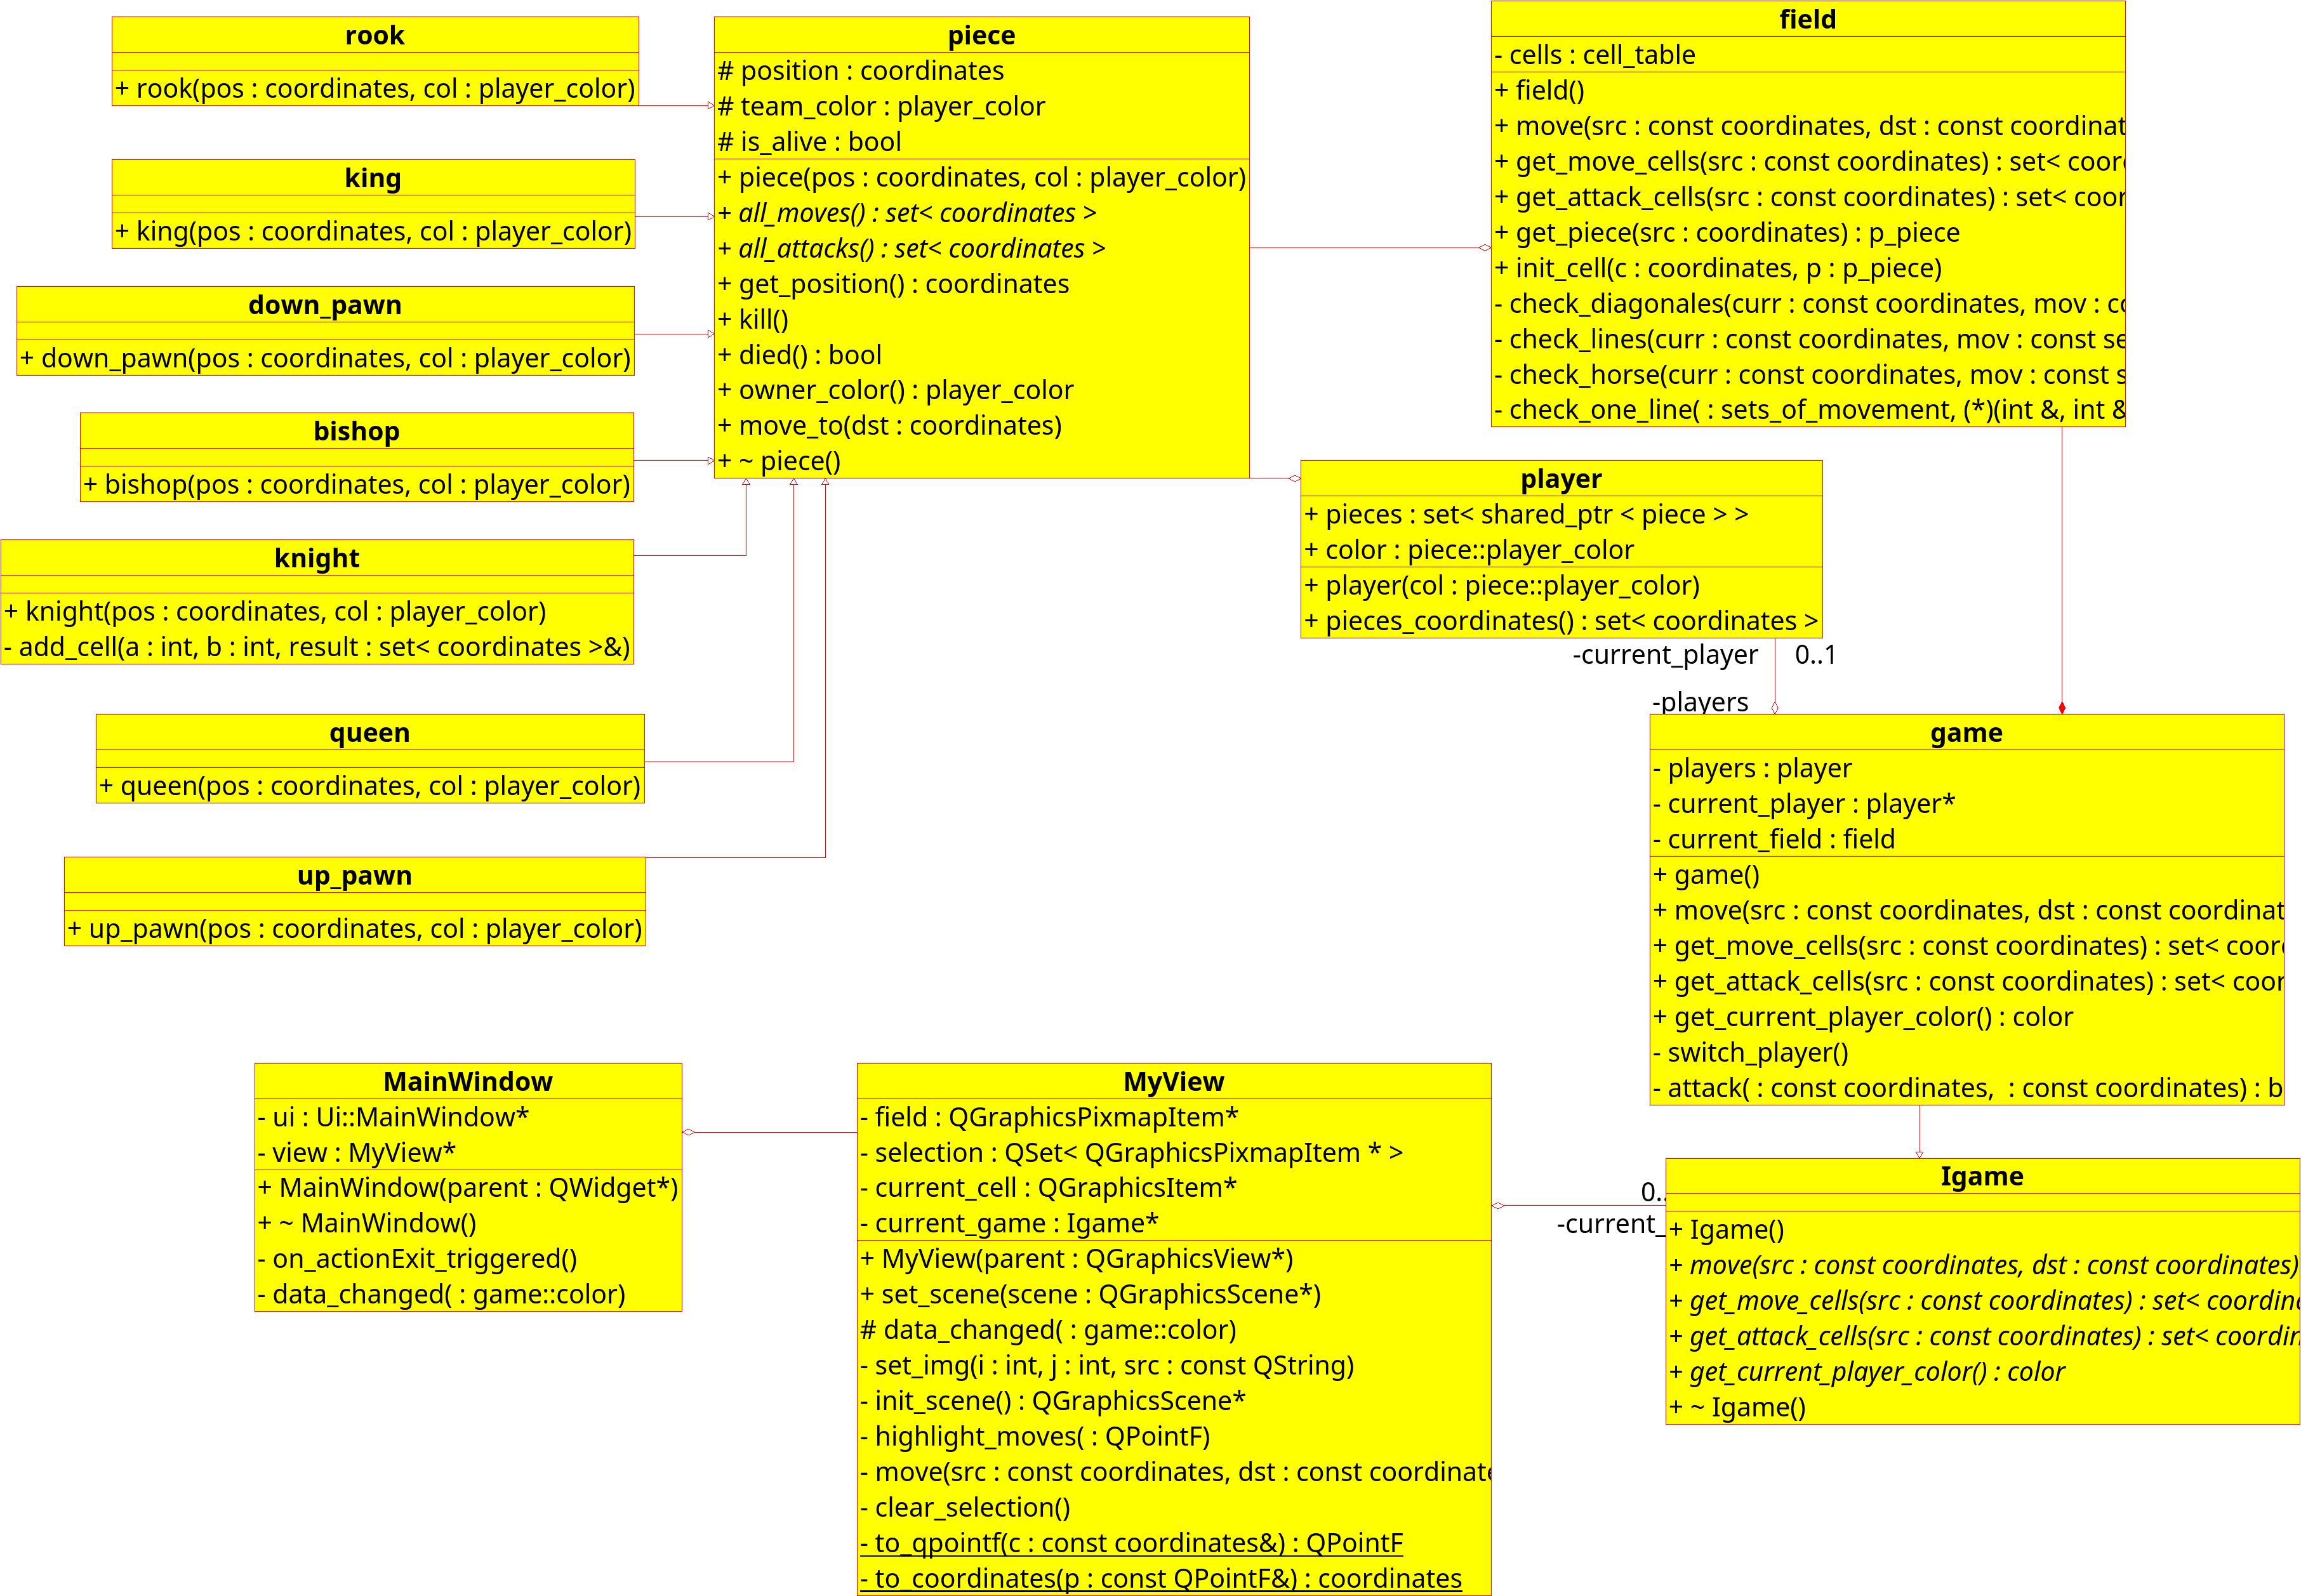 rook
+ rook(pos : coordinates, col : player_color)
king
+ king(pos : coordinates, col : player_color)
down_pawn
+ down_pawn(pos : coordinates, col : player_color)
bishop
+ bishop(pos : coordinates, col : player_color)
knight
+ knight(pos : coordinates, col : player_color)
- add_cell(a : int, b : int, result : set< coordinates >&)
queen
+ queen(pos : coordinates, col : player_color)
up_pawn
+ up_pawn(pos : coordinates, col : player_color)
piece
# position : coordinates
# team_color : player_color
# is_alive : bool
+ piece(pos : coordinates, col : player_color)
+ all_moves() : set< coordinates >
+ all_attacks() : set< coordinates >
+ get_position() : coordinates
+ kill()
+ died() : bool
+ owner_color() : player_color
+ move_to(dst : coordinates)
+ ~ piece()
field
- cells : cell_table
+ field()
+ move(src : const coordinates, dst : const
+ get_move_cells(src : const coordinates) : set<
+ get_attack_cells(src : const coordinates) : set<
+ get_piece(src : coordinates) : p_piece
+ init_cell(c : coordinates, p : p_piece)
- check_diagonales(curr : const coordinates, mov :
- check_lines(curr : const coordinates, mov : const
- check_horse(curr : const coordinates, mov : const
- check_one_line( : sets_of_movement, (*)(int &, int &
player
+ pieces : set< shared_ptr < piece > >
+ color : piece::player_color
+ player(col : piece::player_color)
+ pieces_coordinates() : set< coordinates >
-current_player 0..1
-players
game
- players : player
- current_player : player*
- current_field : field
+ game()
+ move(src : const coordinates, dst : const
+ get_move_cells(src : const coordinates) : set<
+ get_attack_cells(src : const coordinates) : set<
+ get_current_player_color() : color
- switch_player()
- attack( : const coordinates,  : const coordinates) :
MainWindow
- ui : Ui::MainWindow*
- view : MyView*
+ MainWindow(parent : QWidget*)
+ ~ MainWindow()
- on_actionExit_triggered()
- data_changed( : game::color)
MyView
- field : QGraphicsPixmapItem*
- selection : QSet< QGraphicsPixmapItem * >
- current_cell : QGraphicsItem*
- current_game : Igame*
+ MyView(parent : QGraphicsView*)
+ set_scene(scene : QGraphicsScene*)
# data_changed( : game::color)
- set_img(i : int, j : int, src : const QString)
- init_scene() : QGraphicsScene*
- highlight_moves( : QPointF)
- move(src : const coordinates, dst : const
- clear_selection()
- to_qpointf(c : const coordinates&) : QPointF
- to_coordinates(p : const QPointF&) : coordinates
0..
-current_
Igame
+ Igame()
+ move(src : const coordinates, dst : const coordinates)
+ get_move_cells(src : const coordinates) : set<
+ get_attack_cells(src : const coordinates) : set<
+ get_current_player_color() : color
+ ~ Igame()